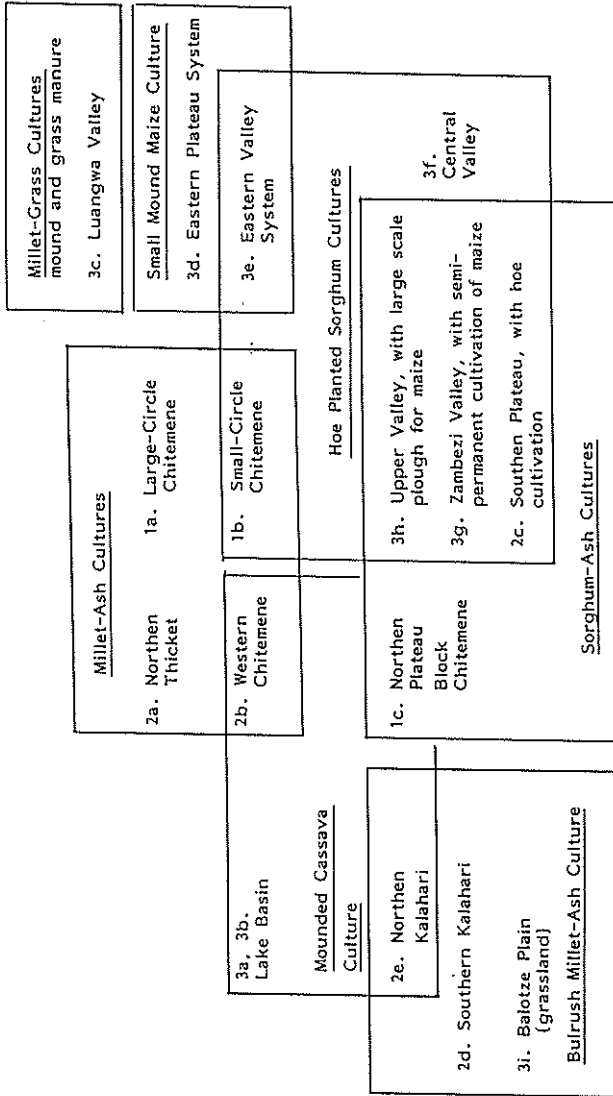 Millet-Grass Cultures
mound and grass manure
3c. Luangwa Valley
Small Mound Maize Culture
3d. Eastern Plateau System
3e. Eastern Valley
System
Millet-Ash Cultures
2a. Northen
Thicket
1a. Large-Circle
Chitemene
2b. Western
Chitemene
1b. Small-Circle
Chitemene
Hoe Planted Sorghum Cultures
3f.
Central
Valley
3a, 3b.
Lake Basin
Mounded Cassava
Culture
2e. Northen
Kalahari
1c. Northen
Plateau
Block
Chitemene
3h. Upper Valley, with large scale
plough for maize
3g. Zambezi Valley, with semi-
permanent cultivation of maize
2c. Southen Plateau, with hoe
cultivation
Sorghum-Ash Cultures
2d. Southern Kalahari
3i. Balotze Plain
(grassland)
Bulrush Millet-Ash Culture